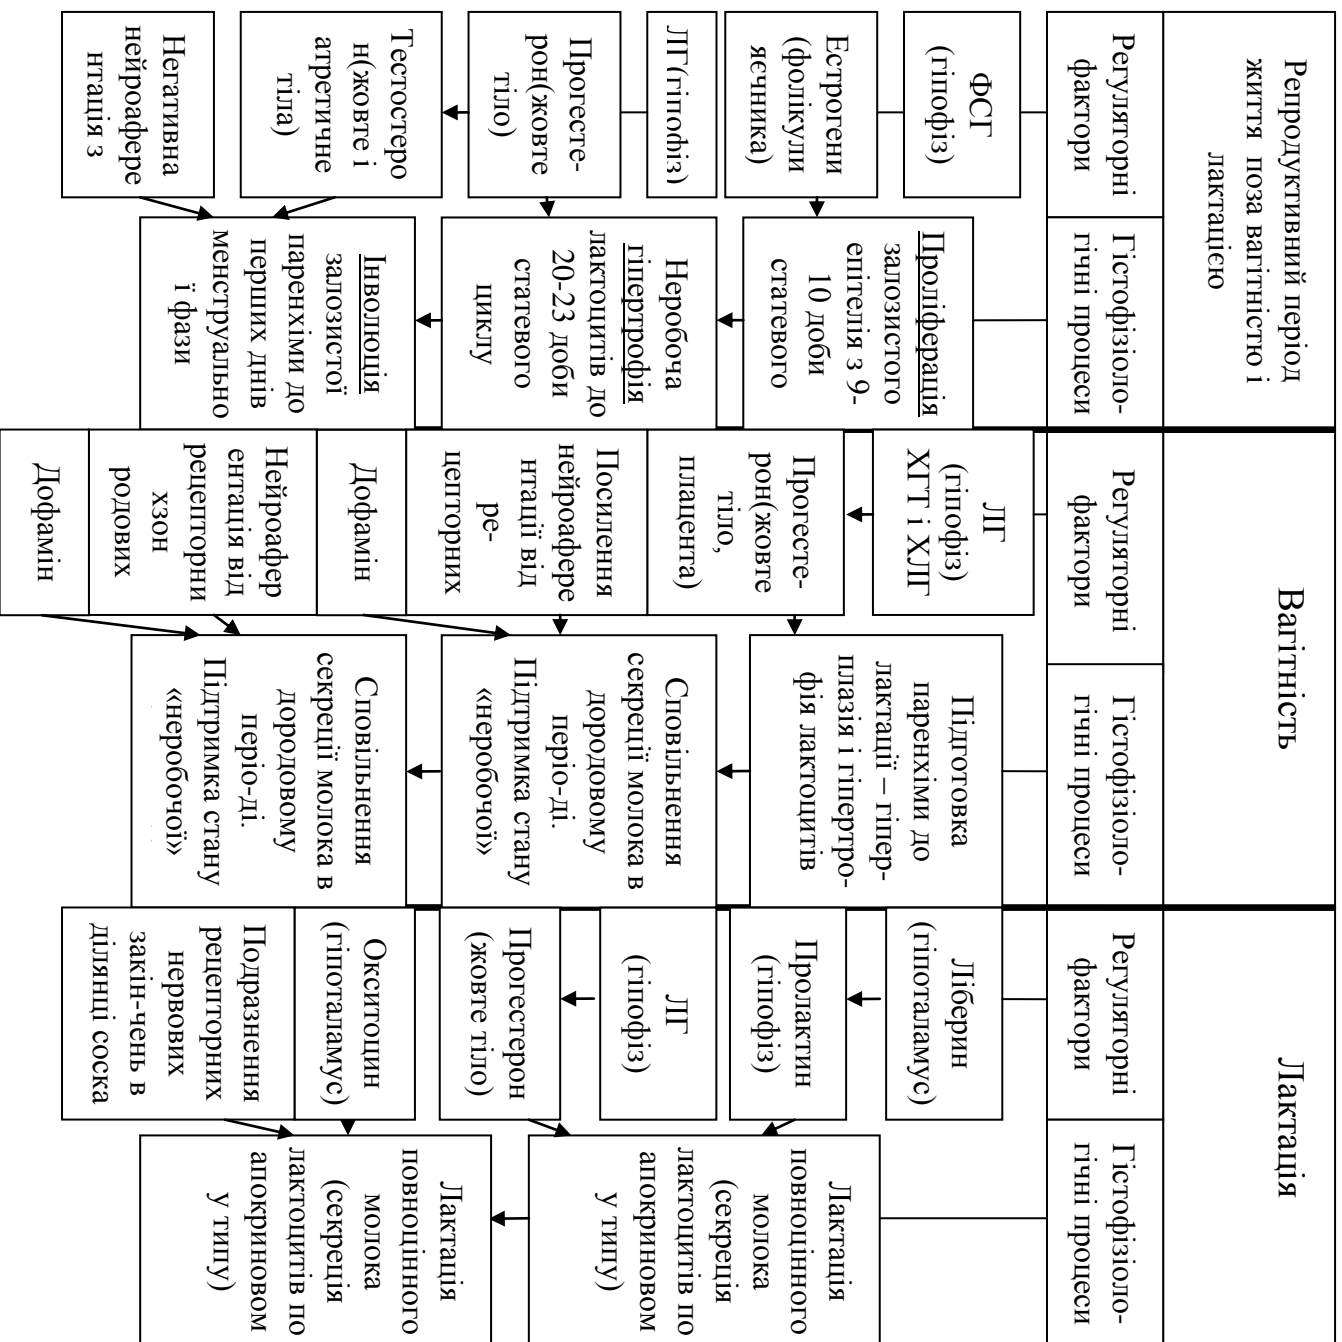 Репродуктивний період
життя  поза вагітністю і
лактацією
Вагітність
Лактація
Регуляторні
фактори
Гістофізіоло-
гічні процеси
Регуляторні
фактори
Гістофізіоло-
гічні процеси
Регуляторні
фактори
Гістофізіоло-
гічні процеси
ФСГ
(гіпофіз)
Естрогени
(фолікули
яєчника)
ЛГ(гіпофіз)
Прогесте-
рон(жовте
тіло)
Тестостеро
н(жовте і
атретичне
тіла)
Негативна
нейроафере
нтація з
Проліферація
залозистого
епітелія з 9-
10 доби
статевого
Неробоча
гіпертрофія
лактоцитів до
20-23 доби
статевого
циклу
Інволюція
залозистої
паренхіми до
перших днів
менструально
ї фази
ЛГ
(гіпофіз)
ХГТ і ХЛГ
Прогесте-
рон(жовте
тіло,
плацента)
Посилення
нейроафере
нтації від
ре-
цепторних
Дофамін
Нейроафер
ентація від
рецепторни
хзон
родових
Дофамін
Підготовка
паренхіми до
лактації – гіпер-
плазія і гіпертро-
фія лактоцитів
Сповільнення
секреції молока в
дородовому
періо-ді.
Підтримка стану
«неробочої»
Сповільнення
секреції молока в
дородовому
періо-ді.
Підтримка стану
«неробочої»
Ліберин
(гіпоталамус)
Пролактин
(гіпофіз)
ЛГ
(гіпофіз)
Прогестерон
(жовте тіло)
Окситоцин
(гіпоталамус)
Подразнення
рецепторних
нервових
закін-чень в
ділянці соска
Лактація
повноцінного
молока
(секреція
лактоцитів по
апокриновом
у типу)
Лактація
повноцінного
молока
(секреція
лактоцитів по
апокриновом
у типу)